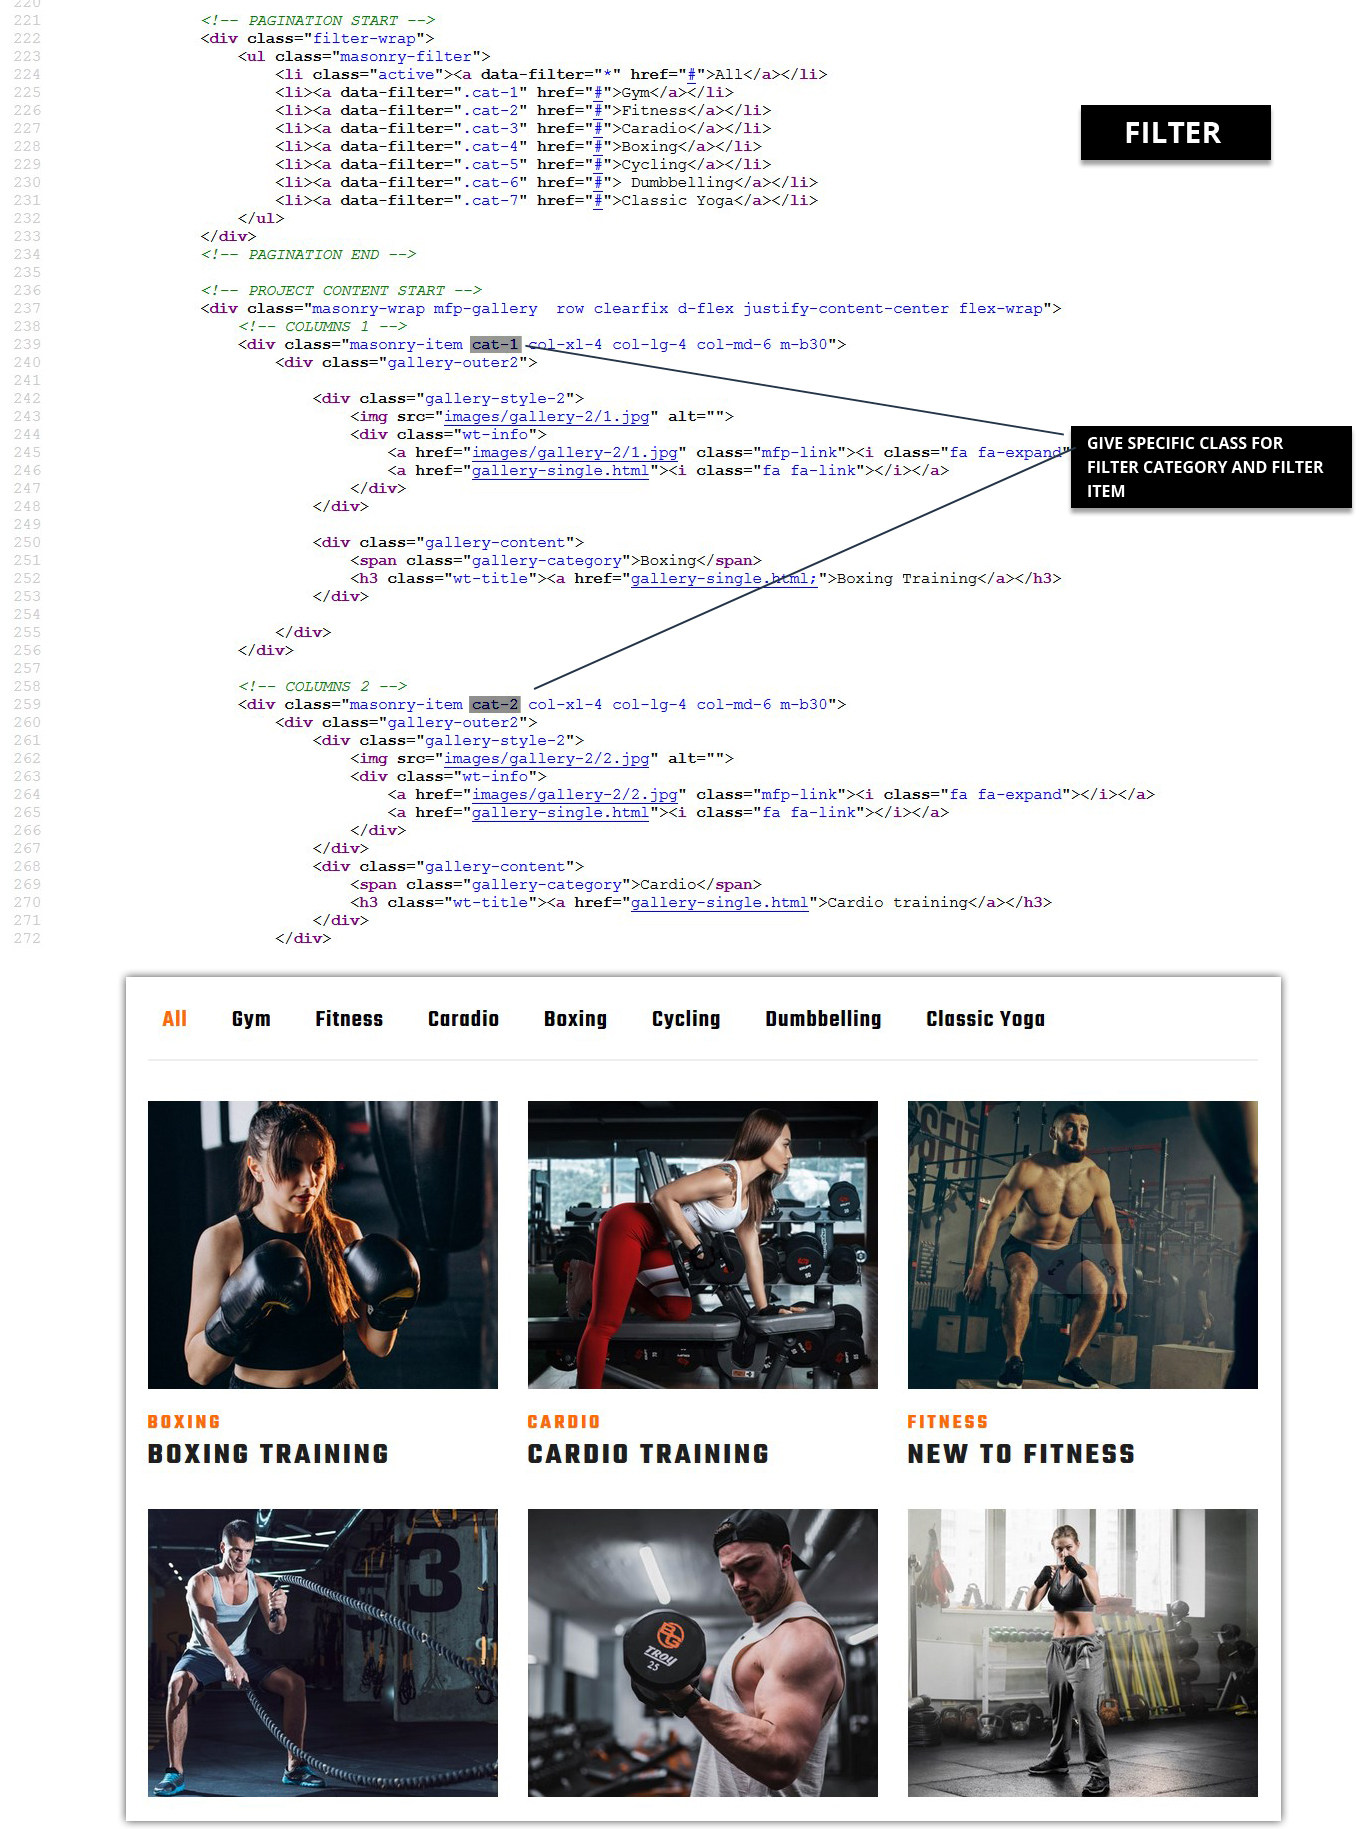 220
221 <!-- PAGINATION START -->
222 <div class="filter-wrap">
223 <ul class="masonry-filter">
224 <li class="active"><a data-filter="*" href="#">All</a></li>
225 <li><a data-filter=".cat-1" href="#">Gym</a></li>
226 <li><a data-filter=".cat-2" href="#">Fitness</a></li>
227 <li><a data-filter=".cat-3" href="#">Caradio</a></li>
228 <li><a data-filter=".cat-4" href="#">Boxing</a></li>
229 <li><a data-filter=".cat-5" href="#">Cycling</a></li>
230 <li><a data-filter=".cat-6" href="#"> Dumbbelling</a></li>
231 <li><a data-filter=".cat-7" href="#">Classic Yoga</a></li>
232 </ul>
233 </div>
234 <!-- PAGINATION END -->
235
236 <!-- PROJECT CONTENT START -->
237 <div class="masonry-wrap mfp-gallery  row clearfix d-flex justify-content-center flex-wrap">
238 <!-- COLUMNS 1 -->
239 <div class="masonry-item cat-1 col-xl-4 col-lg-4 col-md-6 m-b30">
240 <div class="gallery-outer2">
241
242 <div class="gallery-style-2">
243 <img src="images/gallery-2/1.jpg" alt="">
244 <div class="wt-info">
245 <a href="images/gallery-2/1.jpg" class="mfp-link"><i class="fa fa-expand"
246 <a href="gallery-single.html"><i class="fa fa-link"></i></a>
247 </div>
248 </div>
249
250 <div class="gallery-content">
251 <span class="gallery-category">Boxing</span>
252 <h3 class="wt-title"><a href="gallery-single.html;">Boxing Training</a></h3>
253 </div>
254
255 </div>
256 </div>
257
258 <!-- COLUMNS 2 -->
259 <div class="masonry-item cat-2 col-xl-4 col-lg-4 col-md-6 m-b30">
260 <div class="gallery-outer2">
261 <div class="gallery-style-2">
262 <img src="images/gallery-2/2.jpg" alt="">
263 <div class="wt-info">
264 <a href="images/gallery-2/2.jpg" class="mfp-link"><i class="fa fa-expand"></i></a>
265 <a href="gallery-single.html"><i class="fa fa-link"></i></a>
266 </div>
267 </div>
268 <div class="gallery-content">
269 <span class="gallery-category">Cardio</span>
270 <h3 class="wt-title"><a href="gallery-single.html">Cardio training</a></h3>
271 </div>
272 </div>
FILTER
GIVE SPECIFIC CLASS FOR
FILTER CATEGORY AND FILTER
ITEM
All Gym Fitness Caradio Boxing Cycling Dumbbelling Classic Yoga
BOXING
BOXING TRAINING
CARDIO
CARDIO TRAINING
FITNESS
NEW TO FITNESS
3
TROY
25